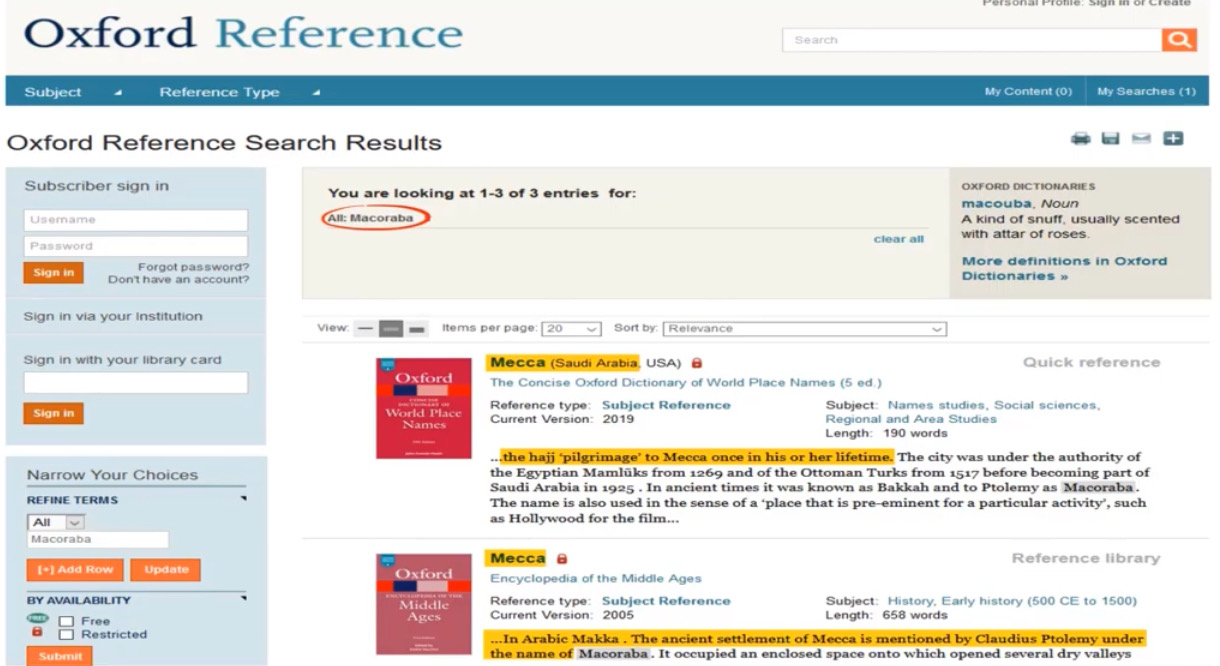 Personal Profile: Sign in or Create
Oxford Reference
Search
Subject
Reference Type
My Content (0)
My Searches (1)
Oxford Reference Search Results
Subscriber sign in
Username
Password
Sign in
Forgot password?
Don't have an account?
Sign in via your Institution
Sign in with your library card
Sign in
Narrow Your Choices
REFINE TERMS
All
Macoraba
[+] Add Row
Update
BY AVAILABILITY
FREE
Free
Restricted
Submit
You are looking at 1-3 of 3 entries for:
All: Macoraba
clear all
OXFORD DICTIONARIES
macouba, Noun
A kind of snuff, usually scented
with attar of roses.
More definitions in Oxford
Dictionaries »
View:
Items per page: 20
Sort by: Relevance
Oxford
CONCISE
DICTIONARY OF
World Place
Names
Mecca (Saudi Arabia, USA)
Quick reference
The Concise Oxford Dictionary of World Place Names (5 ed.)
Reference type: Subject Reference
Current Version: 2019
Subject: Names studies, Social sciences,
Regional and Area Studies
Length: 190 words
...the hajj ‘pilgrimage’ to Mecca once in his or her lifetime. The city was under the authority of
the Egyptian Mamlūks from 1269 and of the Ottoman Turks from 1517 before becoming part of
Saudi Arabia in 1925 . In ancient times it was known as Bakkah and to Ptolemy as Macoraba .
The name is also used in the sense of a ‘place that is pre-eminent for a particular activity’, such
as Hollywood for the film...
Oxford
ENCYCLOPEDIA OF THE
Middle
Ages
Mecca
Reference library
Encyclopedia of the Middle Ages
Reference type: Subject Reference
Current Version: 2005
Subject: History, Early history (500 CE to 1500)
Length: 658 words
...In Arabic Makka . The ancient settlement of Mecca is mentioned by Claudius Ptolemy under
the name of Macoraba . It occupied an enclosed space onto which opened several dry valleys